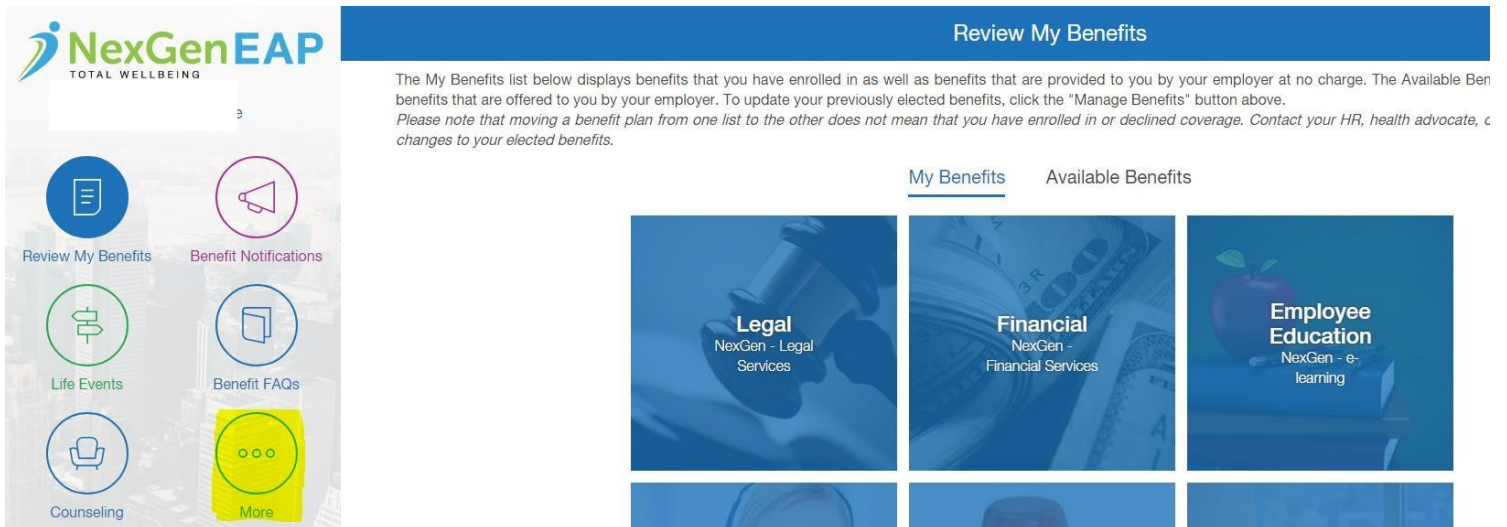 NexGen EAP
TOTAL WELLBEING
Review My Benefits
Benefit Notifications
Life Events
Benefit FAQs
Counseling
More
Review My Benefits
The My Benefits list below displays benefits that you have enrolled in as well as benefits that are provided to you by your employer at no charge. The Available
benefits that are offered to you by your employer. To update your previously elected benefits, click the "Manage Benefits" button above.
Please note that moving a benefit plan from one list to the other does not mean that you have enrolled in or declined coverage. Contact your HR, health advocate,
changes to your elected benefits.
My Benefits Available Benefits
Legal
NexGen - Legal
Services
Financial
NexGen -
Financial Services
Employee
Education
NexGen - e-
learning